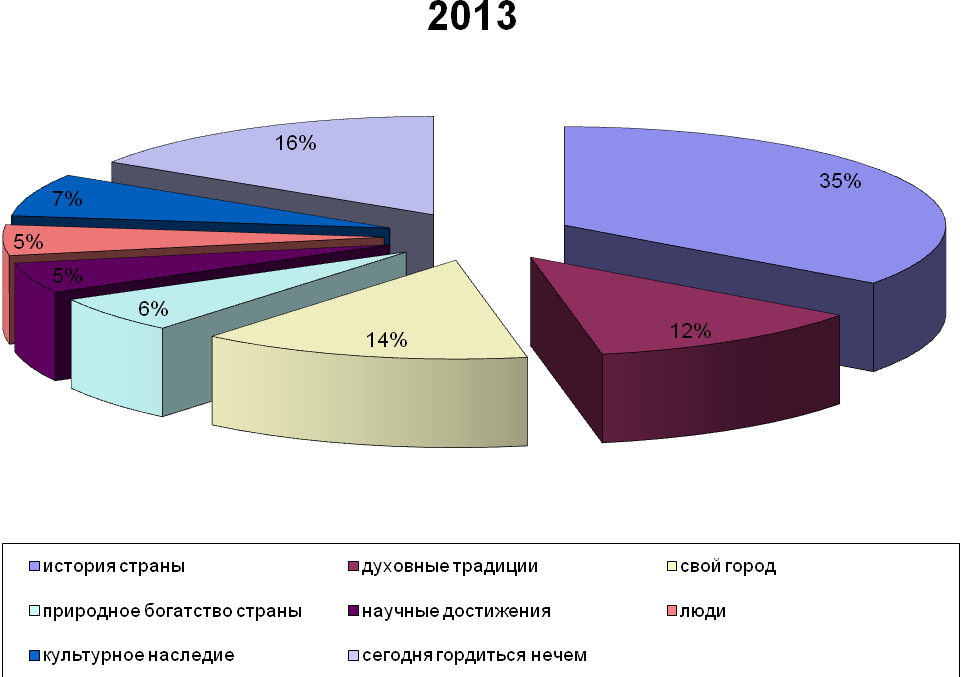 2013
16%
35%
7%
5%
5%
6%
14%
12%
история страны
духовные традиции
свой город
природное богатство страны
научные достижения
люди
культурное наследие
сегодня гордиться нечем